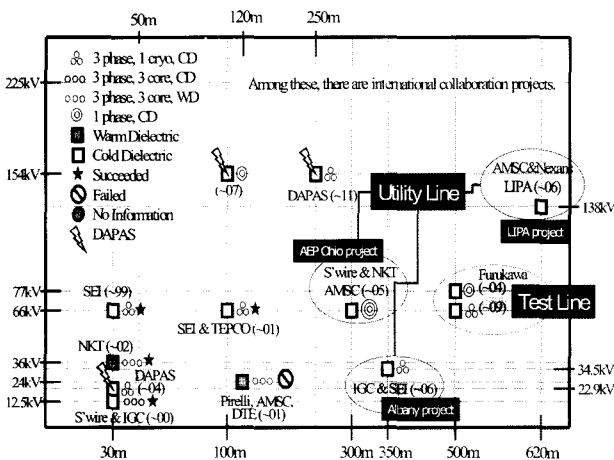 50m 120m 250m
3 phase, 1 cryo, CD
3 phase, 3 core, CD
3 phase, 3 core, WD
1 phase, CD
Warm Dielectric
Cold Dielectric
Succeeded
Failed
No Information
DAPAS
Among these, there are international collaboration projects.
225kV
154kV
77kV
66kV
36kV
24kV
12.5kV
(~07)
DAPAS (~11)
Utility Line
AMSC&Nexans
LIPA (~06)
138kV
LIPA project
AEP Ohio project
S'wire & NKT
AMSC (~05)
Furukawa
(~04)
(~09)
Test Line
SEI (~99)
SEI & TEPCO (~01)
NKT (~02)
DAPAS
(~04)
S'wire & IGC (~00)
Pirelli, AMSC,
DTE (~01)
IGC & SEI (~06)
Albany project
34.5kV
22.9kV
30m 100m 300m 350m 500m 620m